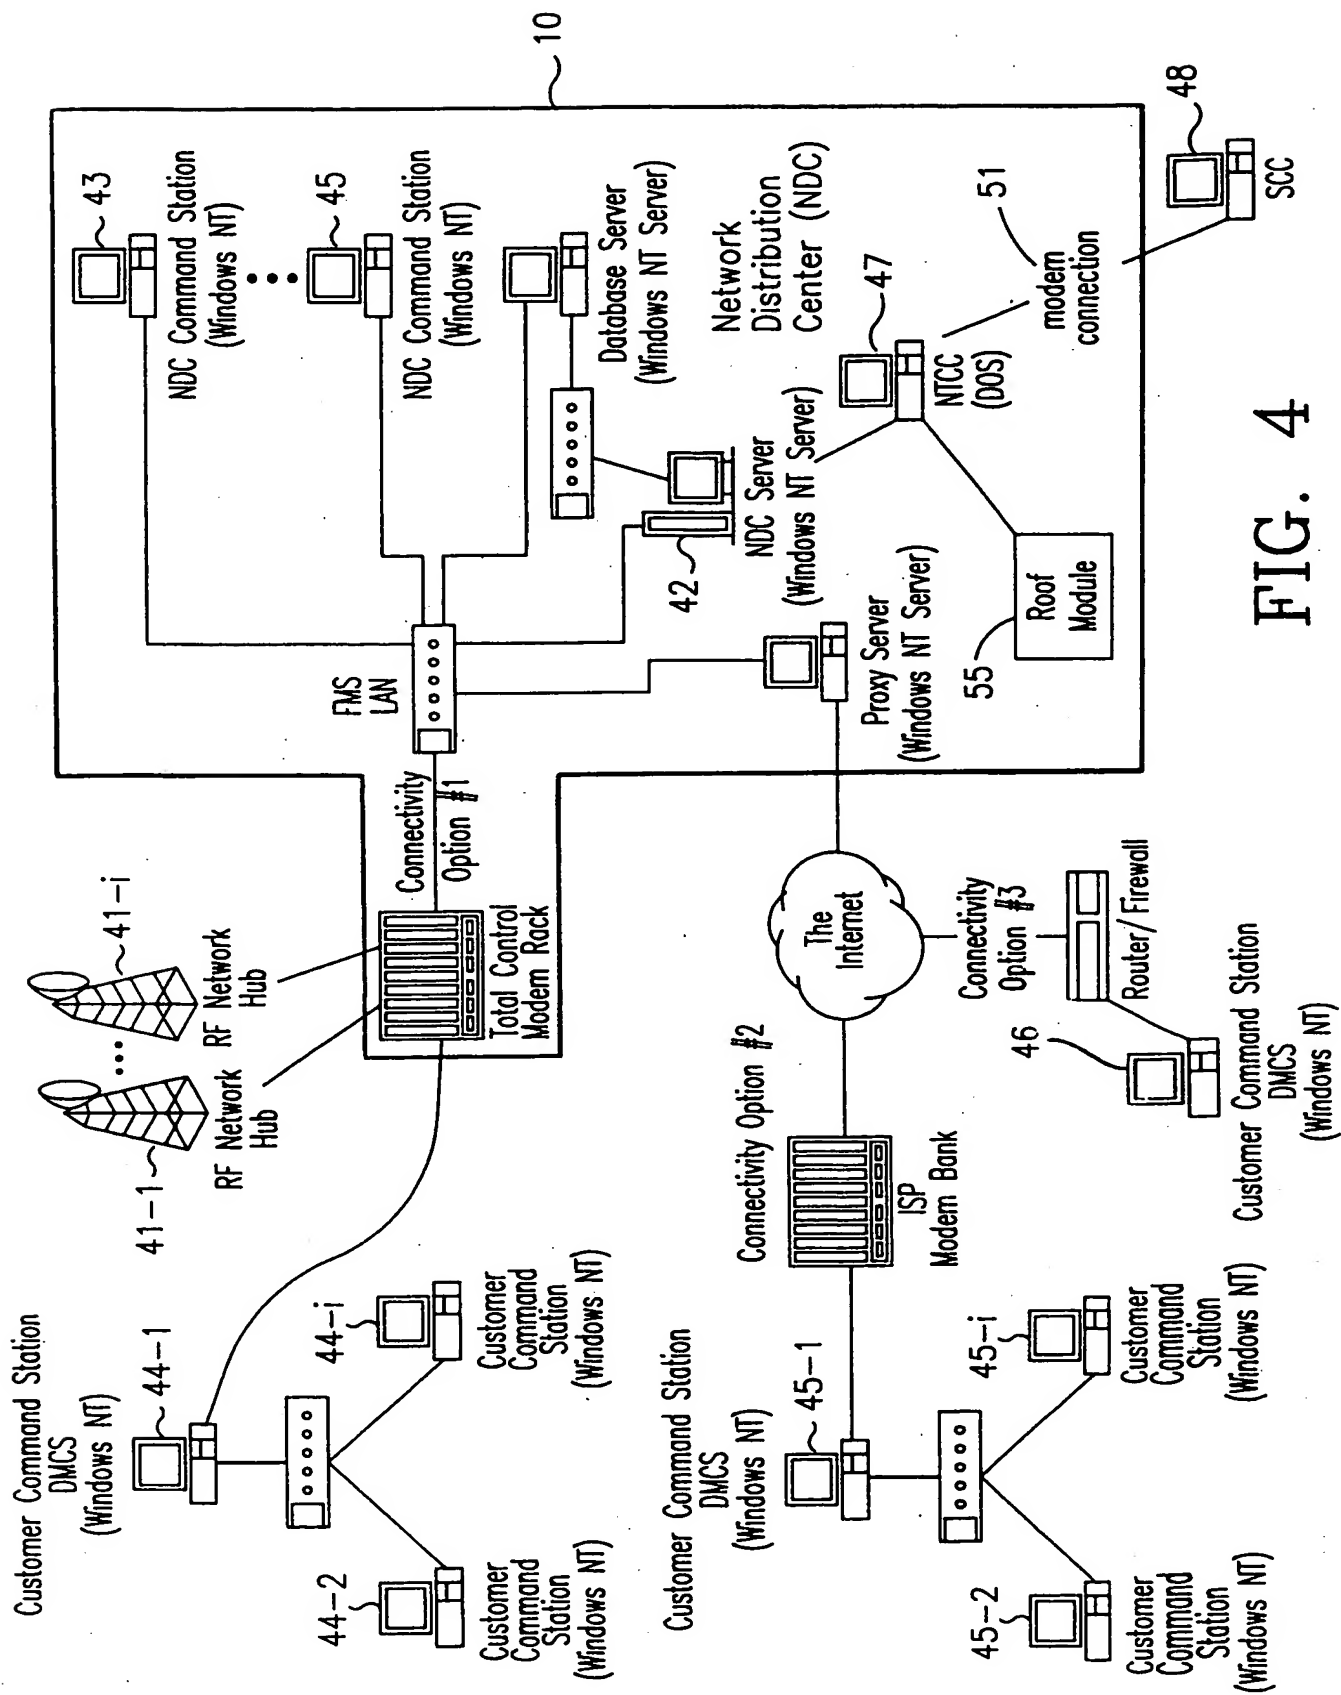 Customer Command Station
DMCS
(Windows NT)
44-1
44-2
Customer
Command
Station
(Windows NT)
44-i
Customer
Command
Station
(Windows NT)
41-1
RF Network
Hub
41-i
RF Network
Hub
Total Control
Modem Rack
Connectivity
Option #1
FMS
LAN
43
NDC Command Station
(Windows NT)
45
NDC Command Station
(Windows NT)
Database Server
(Windows NT Server)
10
42
NDC Server
(Windows NT Server)
Network
Distribution
Center (NDC)
47
NTCC
(DOS)
51
modem
connection
48
SCC
55
Roof
Module
Proxy Server
(Windows NT Server)
The
Internet
Connectivity Option #2
ISP
Modem Bank
Connectivity
Option #3
Router/Firewall
46
Customer Command Station
DMCS
(Windows NT)
Customer Command Station
DMCS
(Windows NT)
45-1
45-2
Customer
Command
Station
(Windows NT)
45-i
Customer
Command
Station
(Windows NT)
FIG. 4